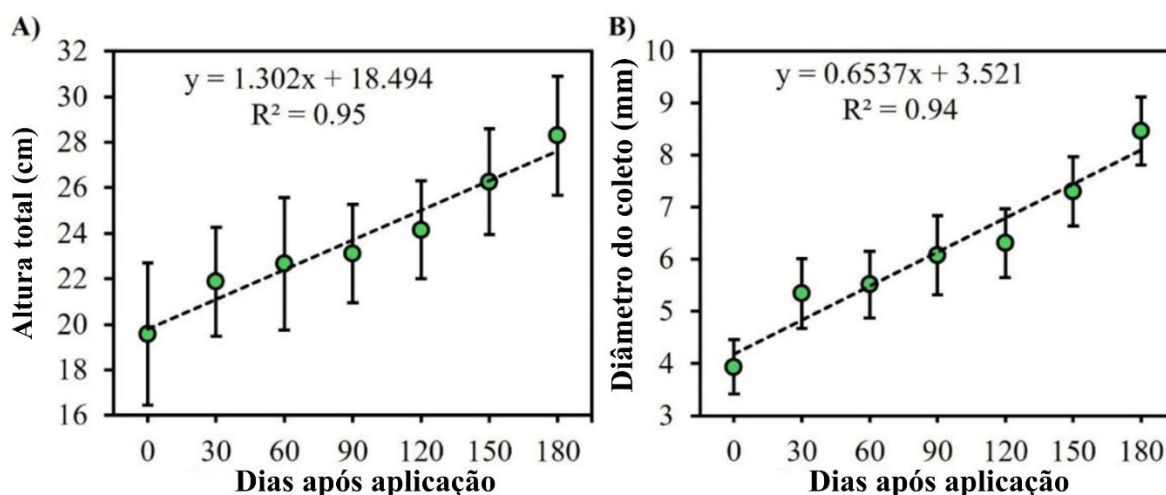 A)
y = 1.302x + 18.494
R² = 0.95
Altura total (cm)
32
30
28
26
24
22
20
18
16
0 30 60 90 120 150 180
Dias após aplicação
B)
y = 0.6537x + 3.521
R² = 0.94
Diâmetro do coleto (mm)
10
9
8
7
6
5
4
3
0 30 60 90 120 150 180
Dias após aplicação